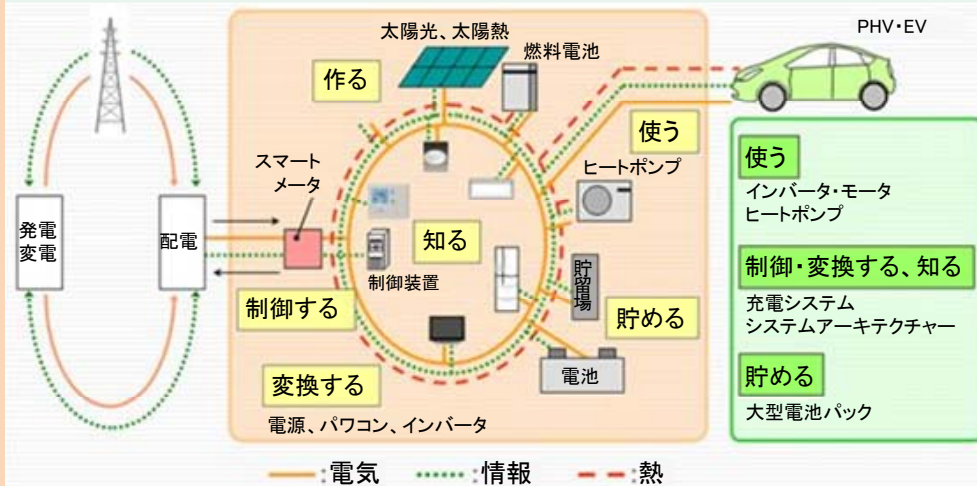 太陽光、太陽熱
燃料電池
PHV・EV
作る
使う
ヒートポンプ
スマート
メータ
発電
変電
配電
知る
制御装置
貯留場
制御する
貯める
変換する
電池
電源、パワコン、インバータ
使う
インバータ・モータ
ヒートポンプ
制御・変換する、知る
充電システム
システムアーキテクチャー
貯める
大型電池パック
:電気
:情報
:熱